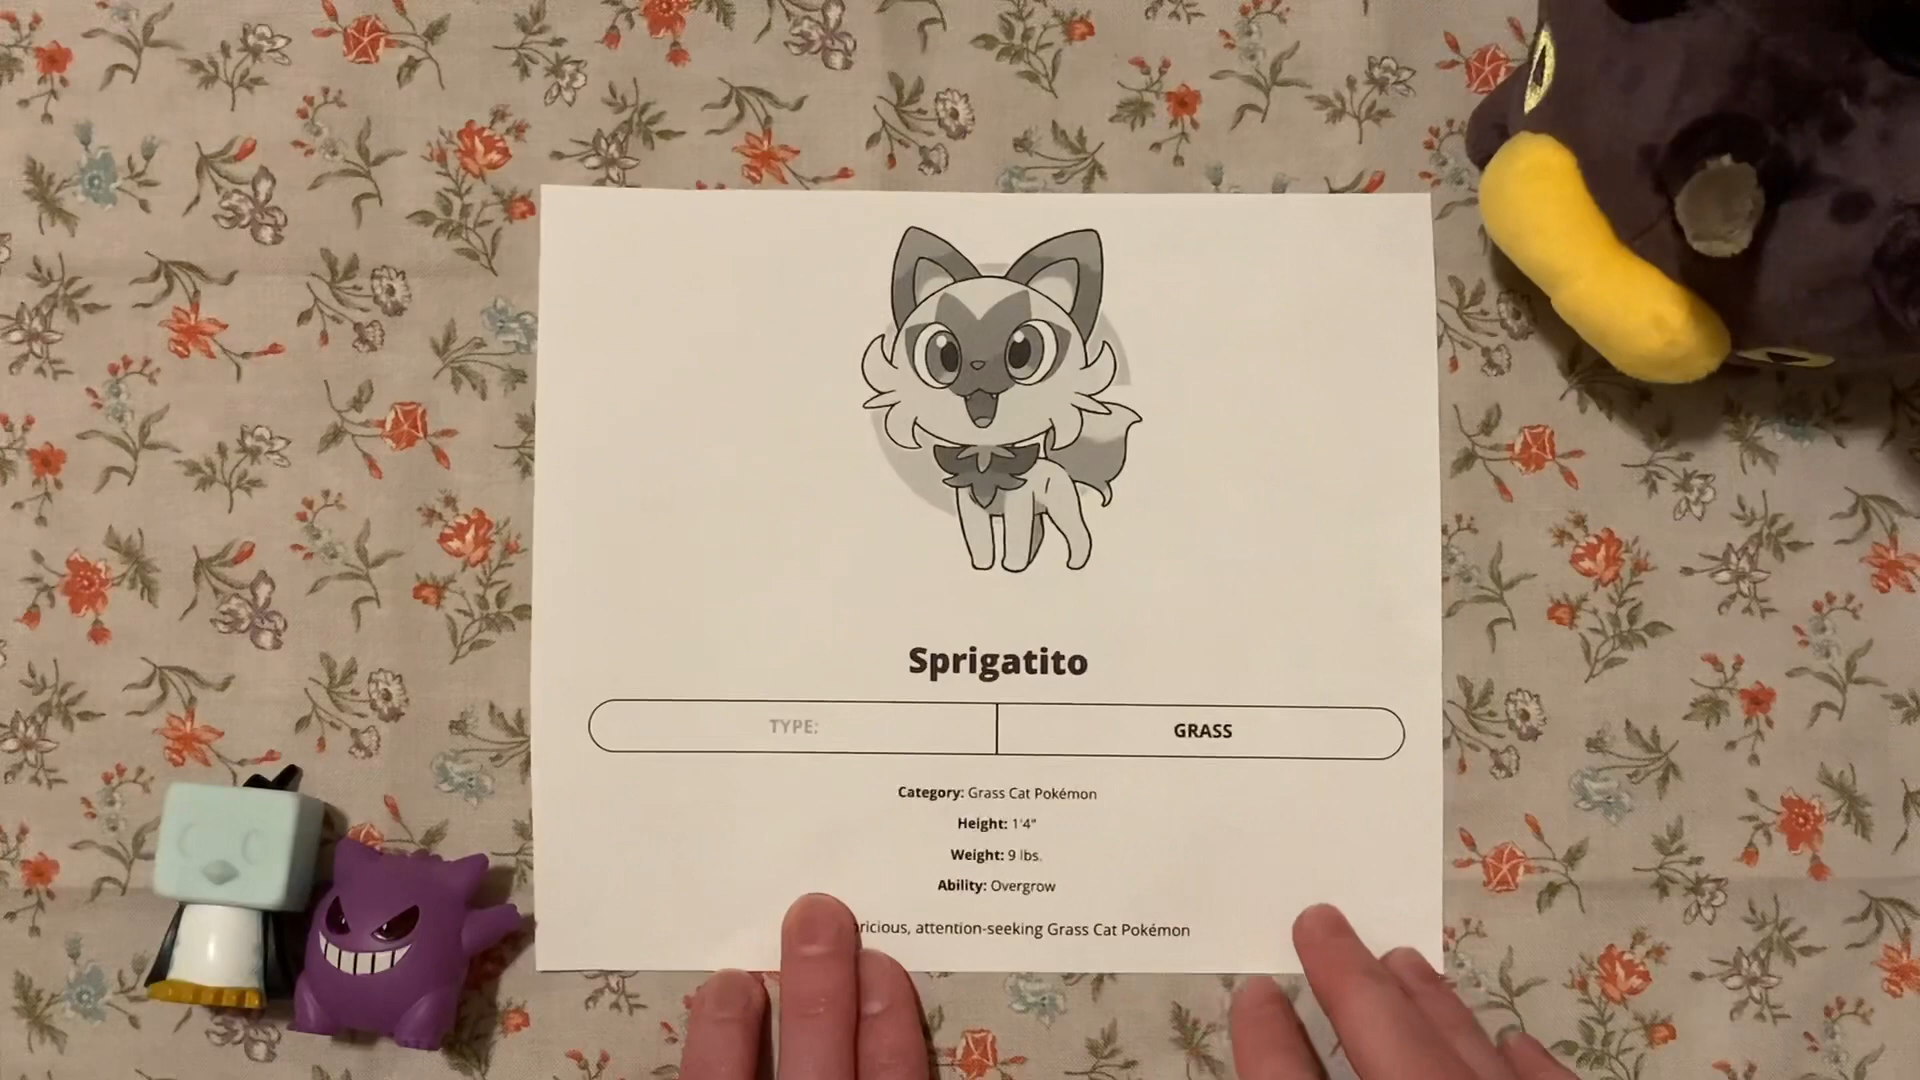 Sprigatito
TYPE: GRASS
Category: Grass Cat Pokémon
Height: 1'4"
Weight: 9 lbs.
Ability: Overgrow
attention-seeking Grass Cat Pokémon